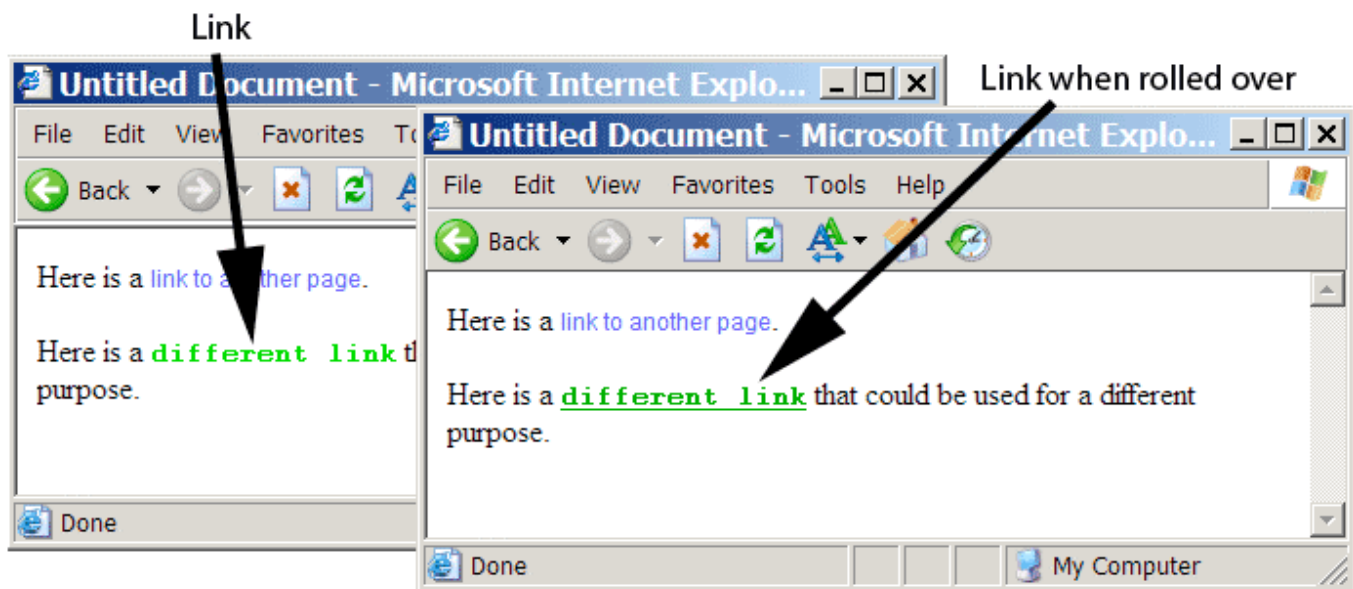 Link
Untitled Document - Microsoft Internet Explo...
Link when rolled over
File Edit View Favorites To
Back
Here is a link to another page.
Here is a different link th
purpose.
Done
Untitled Document - Microsoft Internet Explo...
File Edit View Favorites Tools Help
Back
Here is a link to another page.
Here is a different link that could be used for a different
purpose.
Done My Computer